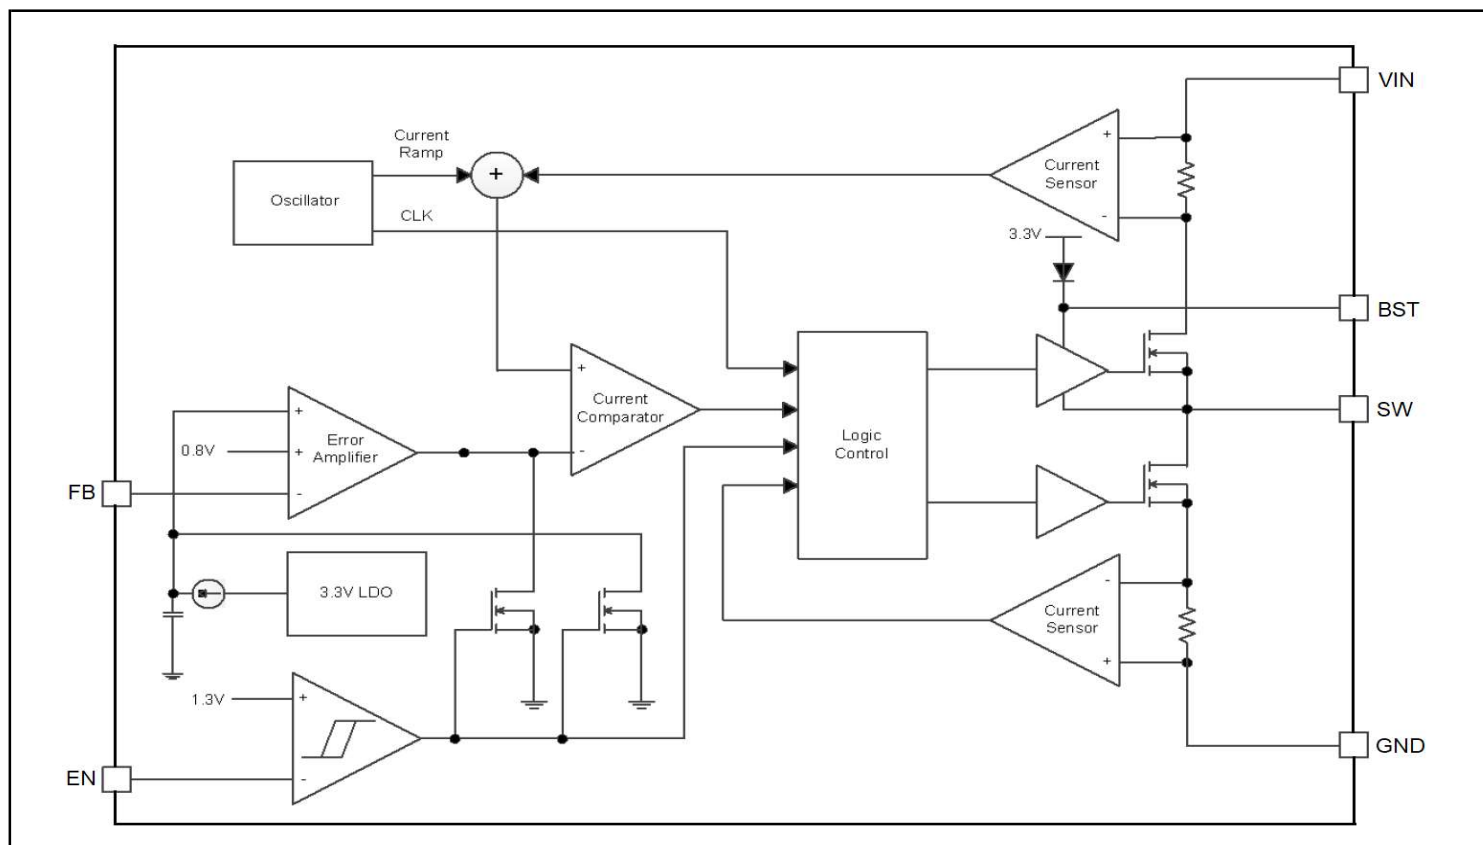 VIN
Current
Ramp
+
Oscillator
CLK
+
Current
Sensor
-
3.3V
BST
+
Current
Comparator
-
SW
+
Error
Amplifier
0.8V
+
-
FB
Logic
Control
3.3V LDO
-
Current
Sensor
+
1.3V
+
-
EN
GND